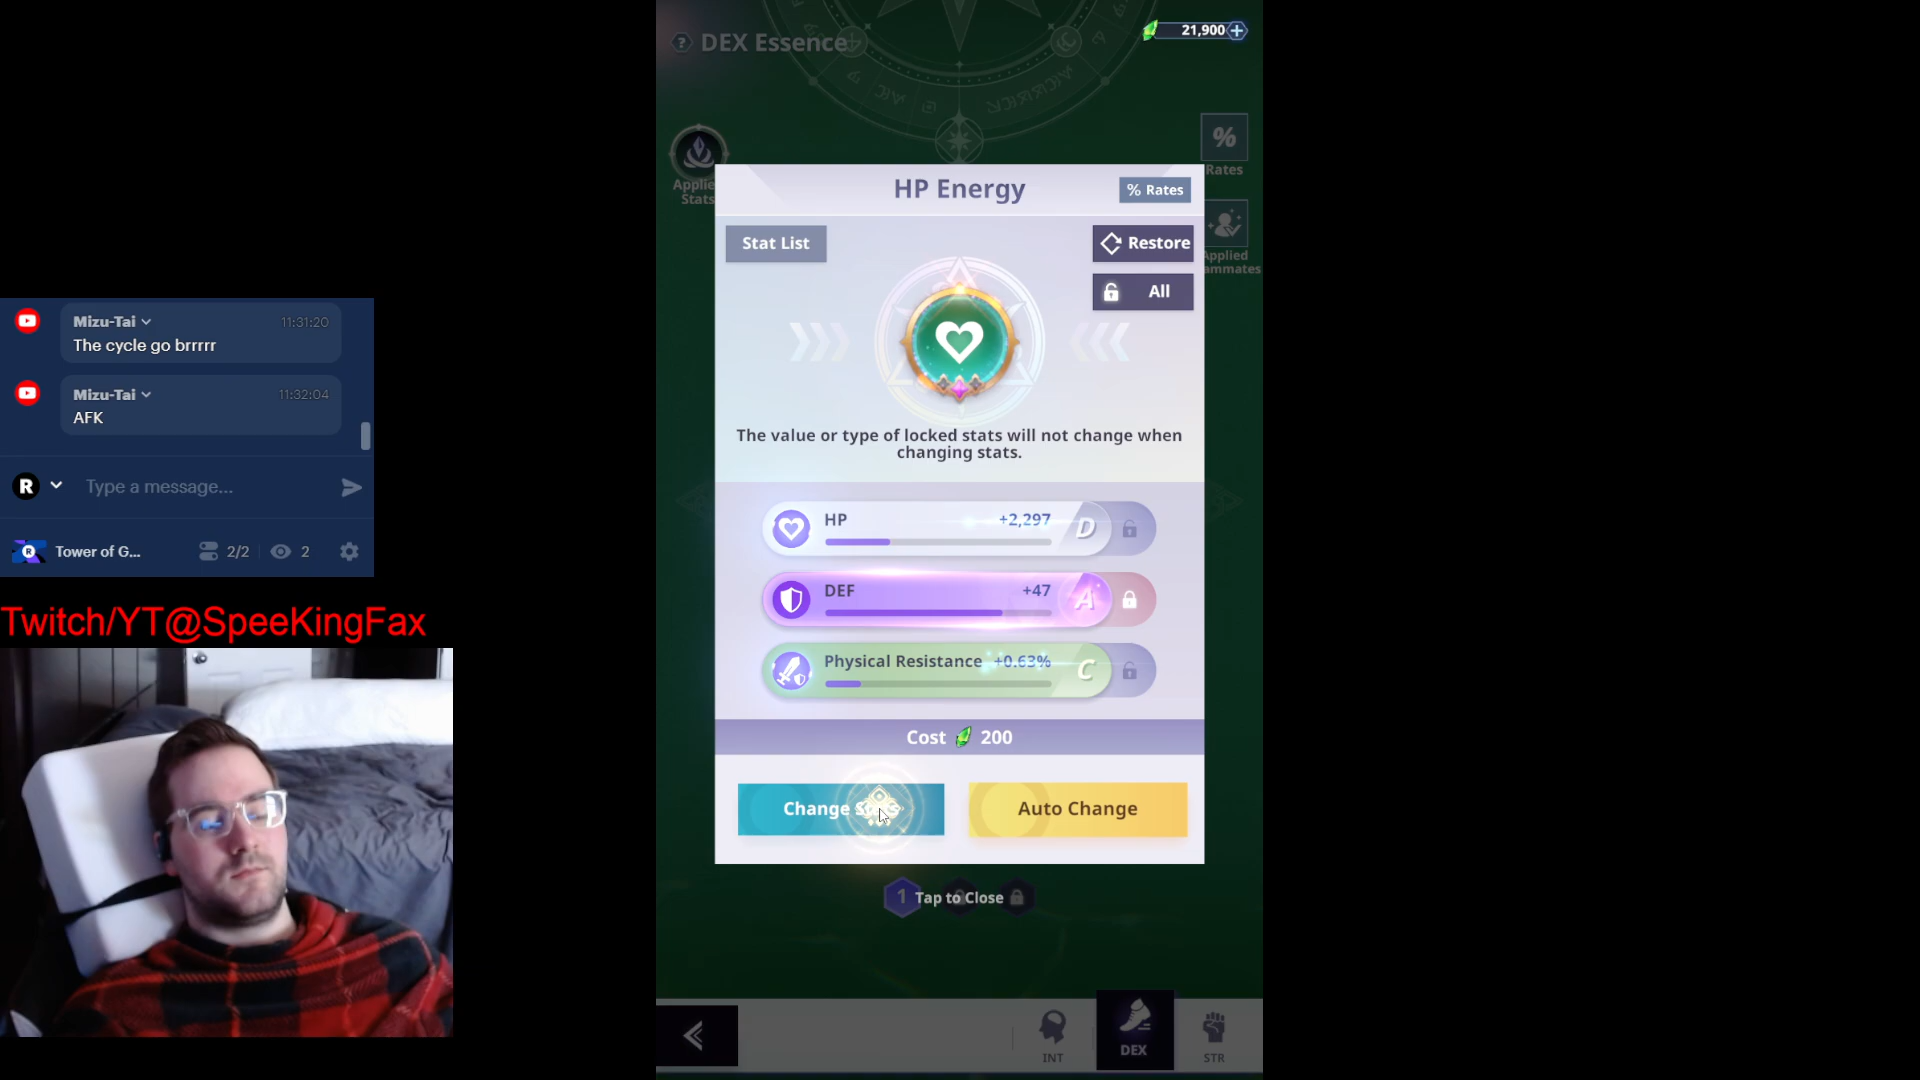 DEX Essence
21,900
Applie
Stats
Rates
Applied
ammates
HP Energy
% Rates
Stat List
Restore
All
The value or type of locked stats will not change when
changing stats.
HP +2,297 D
DEF +47 A
Physical Resistance +0.63% C
Cost 200
Change
Auto Change
1 Tap to Close
INT
DEX
STR
Mizu-Tai 11:31:20
The cycle go brrrrr
Mizu-Tai 11:32:04
AFK
R Type a message...
R Tower of G... 2/2 2
Twitch/YT@SpeeKingFax